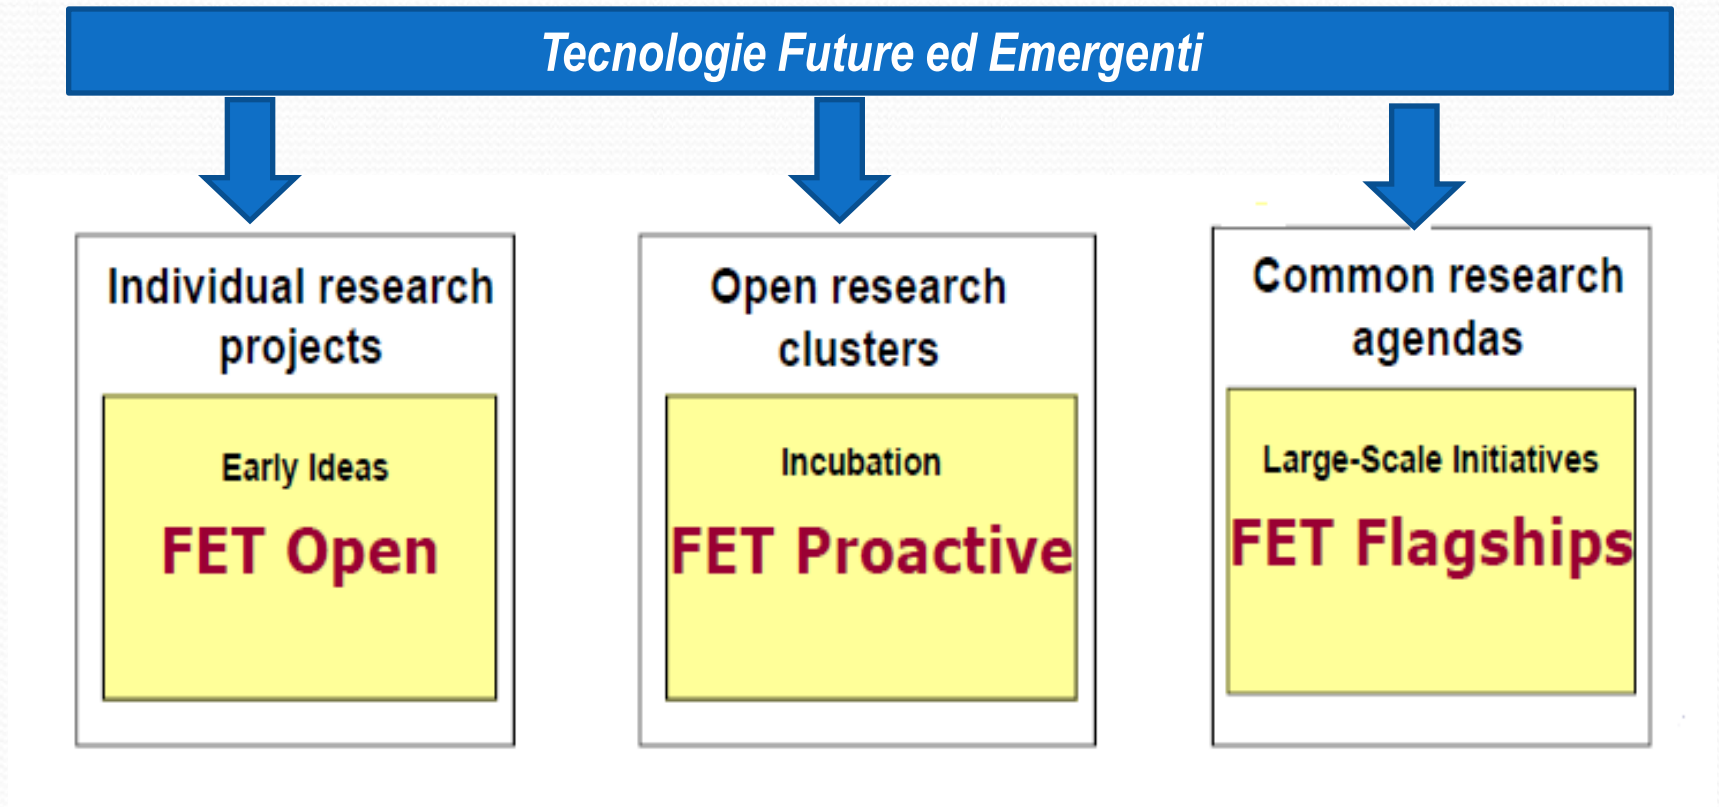 Tecnologie Future ed Emergenti
Individual research
projects
Early Ideas
FET Open
Open research
clusters
Incubation
FET Proactive
Common research
agendas
Large-Scale Initiatives
FET Flagships